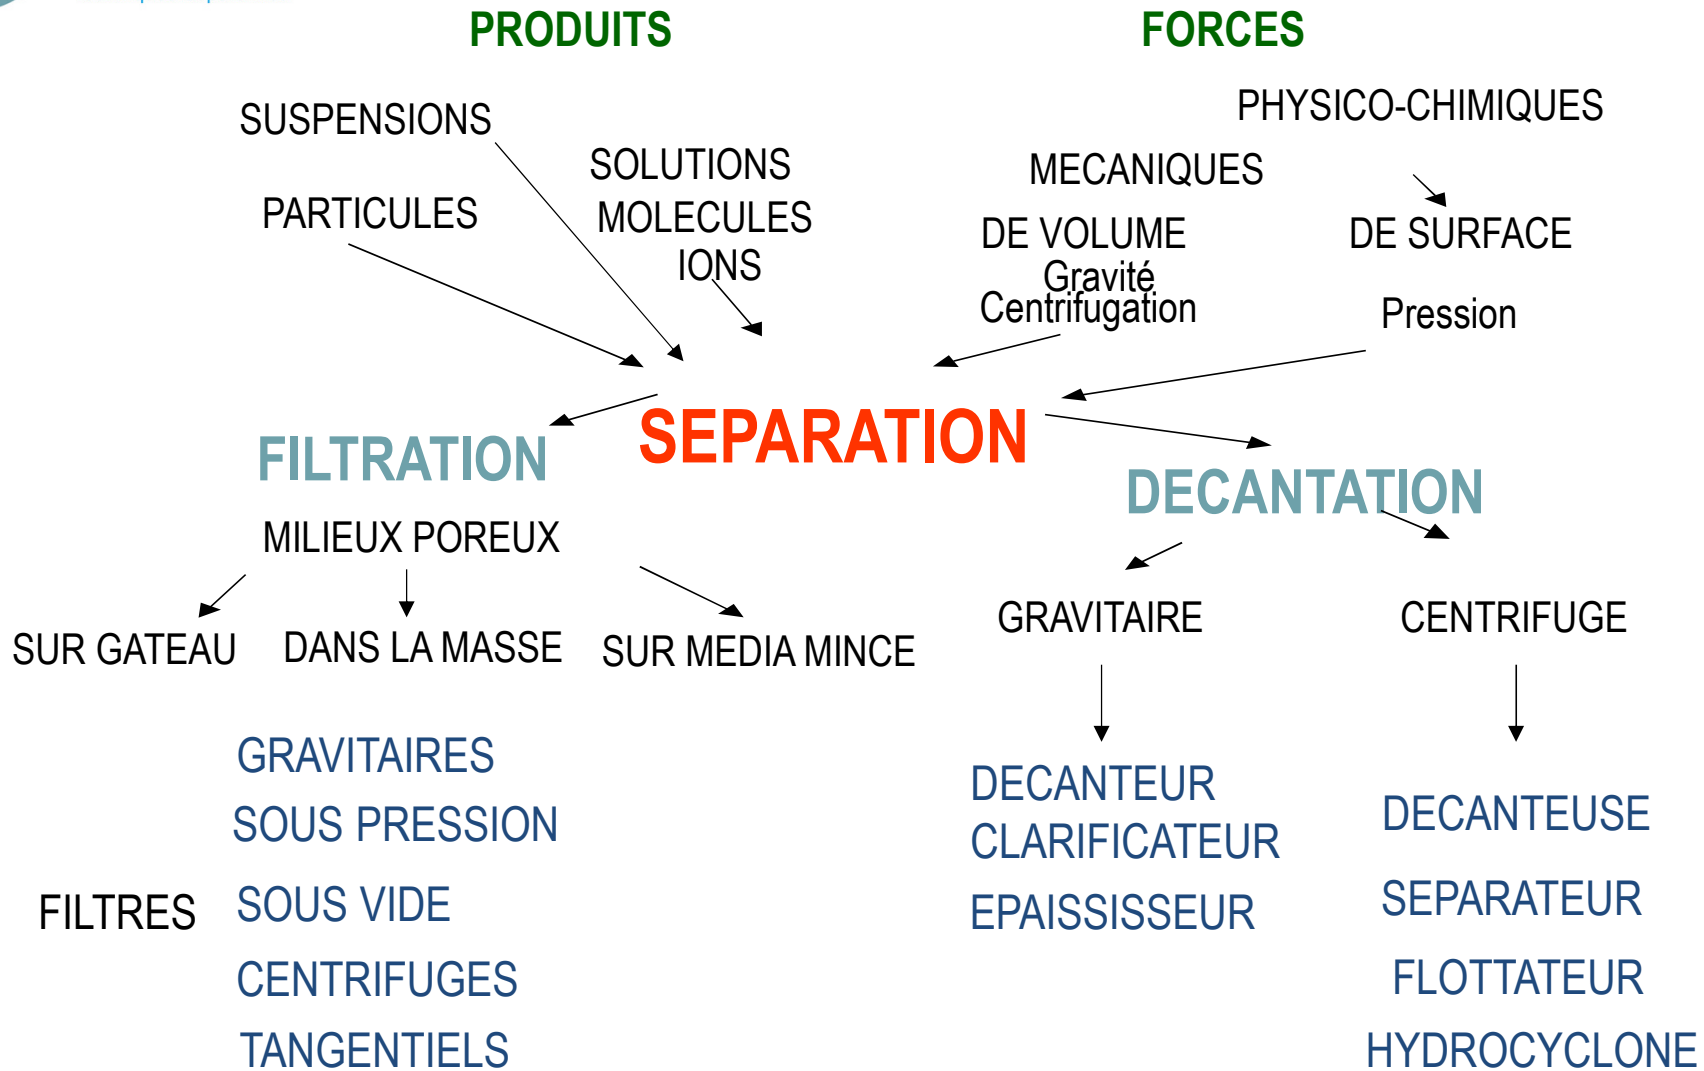 PRODUITS
FORCES
SUSPENSIONS
PHYSICO-CHIMIQUES
SOLUTIONS
MECANIQUES
PARTICULES
MOLECULES
IONS
DE VOLUME
DE SURFACE
Gravité
Centrifugation
Pression
SEPARATION
FILTRATION
DECANTATION
MILIEUX POREUX
GRAVITAIRE
CENTRIFUGE
SUR GATEAU
DANS LA MASSE
SUR MEDIA MINCE
FILTRES
GRAVITAIRES
SOUS PRESSION
SOUS VIDE
CENTRIFUGES
TANGENTIELS
DECANTEUR
CLARIFICATEUR
EPAISSISSEUR
DECANTEUSE
SEPARATEUR
FLOTTATEUR
HYDROCYCLONE